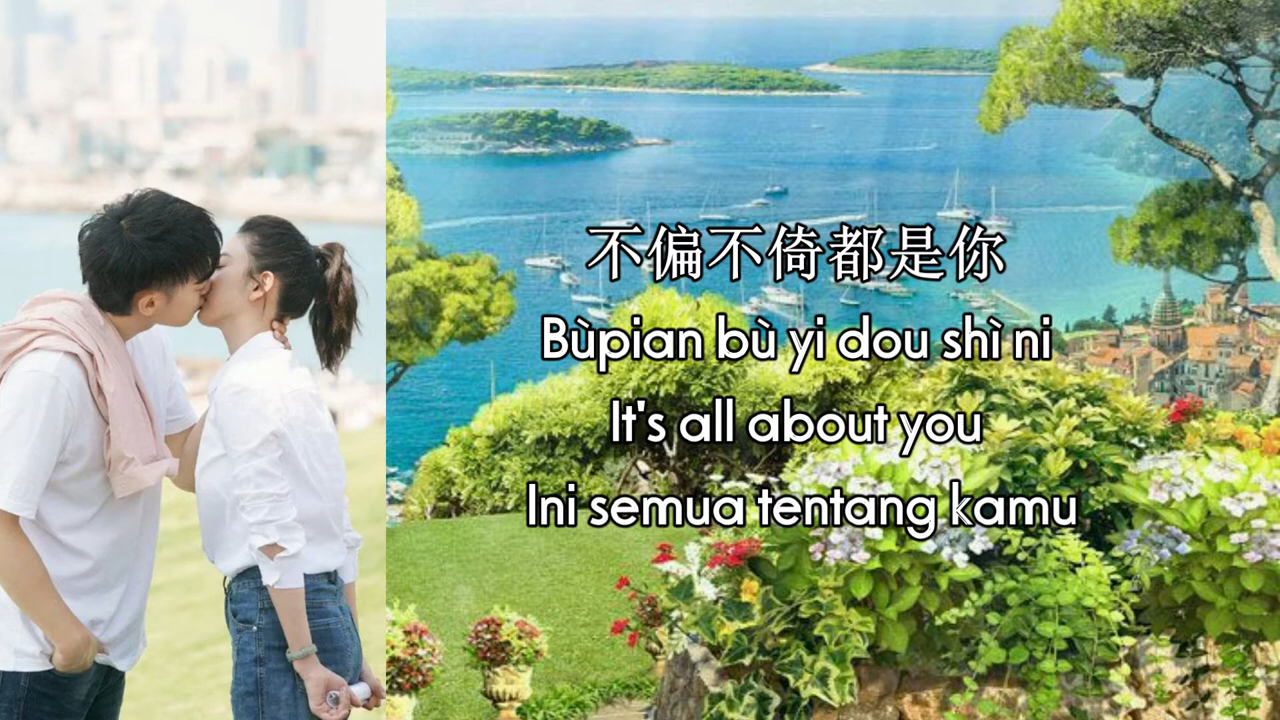 不偏不倚都是你
Bùpian bù yi dou shì ni
It's all about you
Ini semua tentang kamu